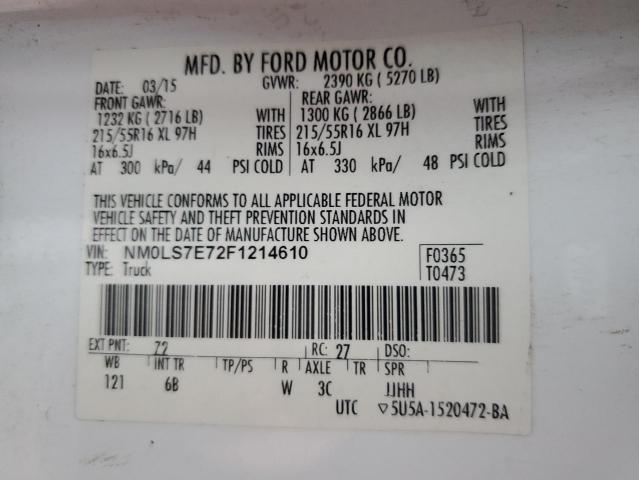 MFD. BY FORD MOTOR CO.
DATE: 03/15 GVWR: 2390 KG ( 5270 LB)
FRONT GAWR: REAR GAWR:
1232 KG ( 2716 LB) WITH 1300 KG ( 2866 LB) WITH
215/55R16 XL 97H TIRES 215/55R16 XL 97H TIRES
16x6.5J RIMS 16x6.5J RIMS
AT 300 kPa/ 44 PSI COLD AT 330 kPa/ 48 PSI COLD
THIS VEHICLE CONFORMS TO ALL APPLICABLE FEDERAL MOTOR
VEHICLE SAFETY AND THEFT PREVENTION STANDARDS IN
EFFECT ON THE DATE OF MANUFACTURE SHOWN ABOVE.
VIN: NM0LS7E72F1214610 F0365
TYPE: Truck T0473
EXT PNT: 72 RC: 27 DSO:
WB INT TR TP/PS R AXLE TR SPR
121 6B W 3C JJHH
UTC ▽5U5A-1520472-BA